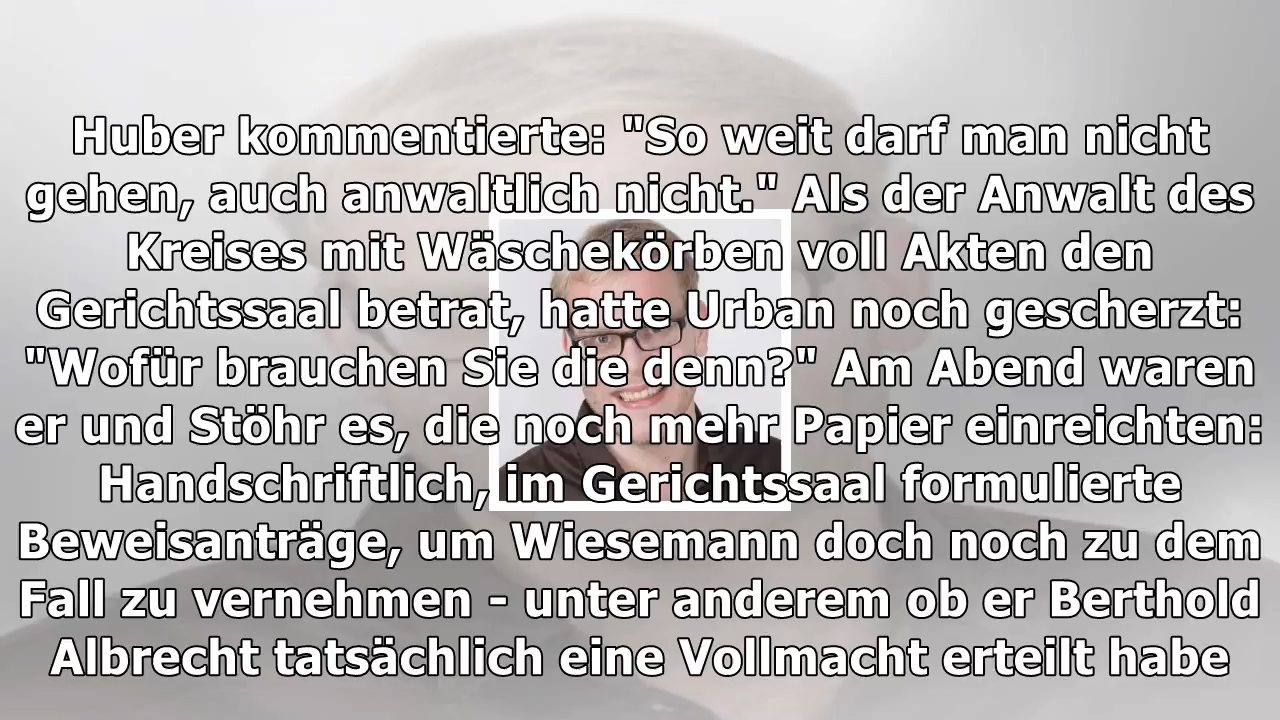 Huber kommentierte: "So weit darf man nicht
gehen, auch anwaltlich nicht." Als der Anwalt des
Kreises mit Wäschekörben voll Akten den
Gerichtssaal betrat, hatte Urban noch gescherzt:
"Wofür brauchen Sie die denn?" Am Abend waren
er und Stöhr es, die noch mehr Papier einreichten:
Handschriftlich, im Gerichtssaal formulierte
Beweisanträge, um Wiesemann doch noch zu dem
Fall zu vernehmen - unter anderem ob er Berthold
Albrecht tatsächlich eine Vollmacht erteilt habe